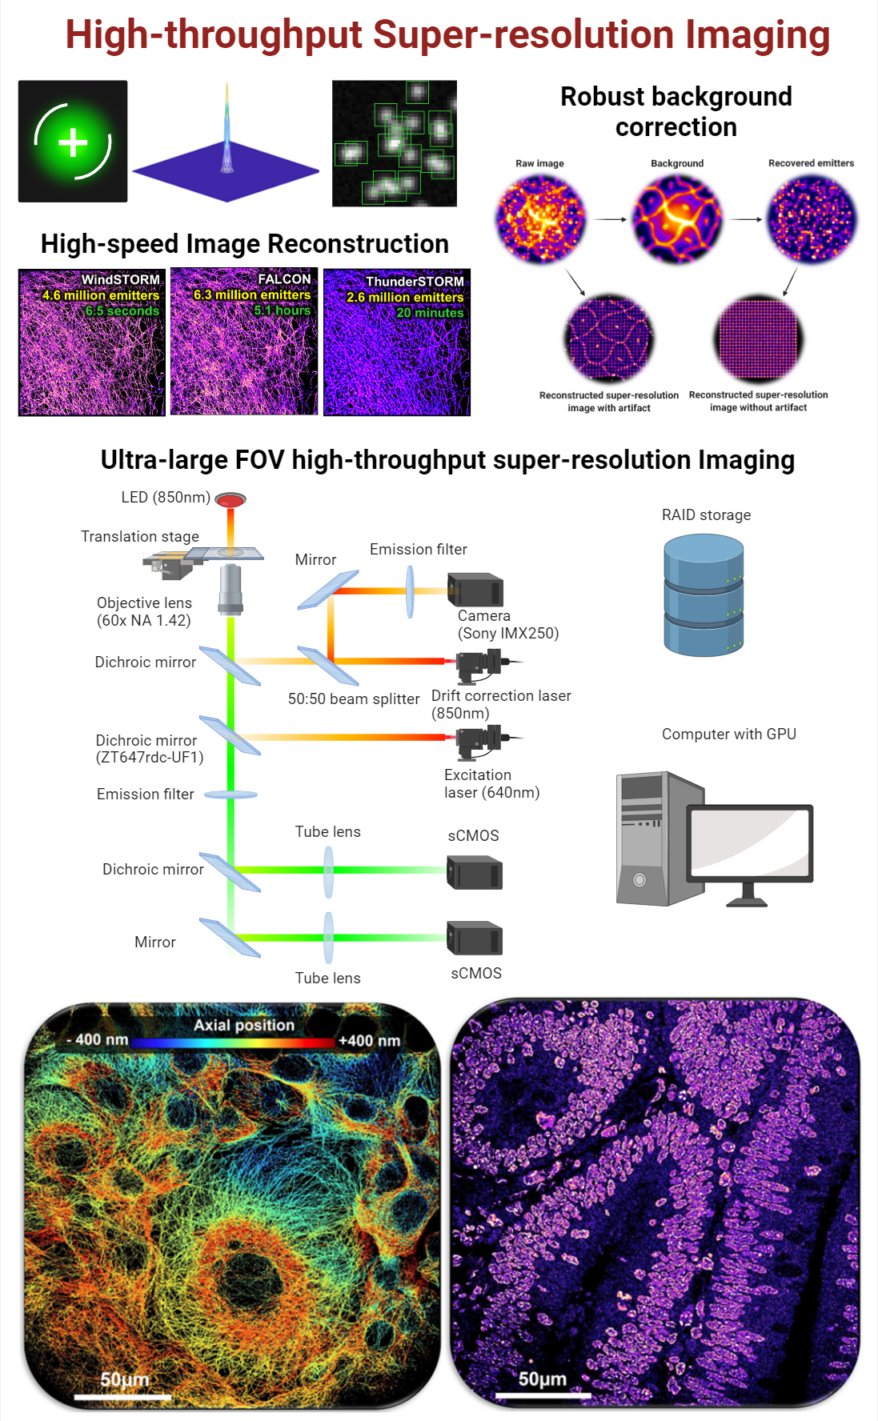 High-throughput Super-resolution Imaging
Robust background
correction
Raw image
Background
Recovered emitters
High-speed Image Reconstruction
WindSTORM
4.6 million emitters
6.5 seconds
FALCON
6.3 million emitters
5.1 hours
ThunderSTORM
2.6 million emitters
20 minutes
Reconstructed super-resolution
image with artifact
Reconstructed super-resolution
image without artifact
Ultra-large FOV high-throughput super-resolution Imaging
LED (850nm)
Translation stage
Objective lens
(60x NA 1.42)
Mirror
Emission filter
Camera
(Sony IMX250)
Dichroic mirror
50:50 beam splitter
Drift correction laser
(850nm)
Dichroic mirror
(ZT647rdc-UF1)
Excitation
laser (640nm)
Emission filter
Tube lens
sCMOS
Dichroic mirror
Mirror
Tube lens
sCMOS
RAID storage
Computer with GPU
Axial position
- 400 nm
+400 nm
50μm
50μm